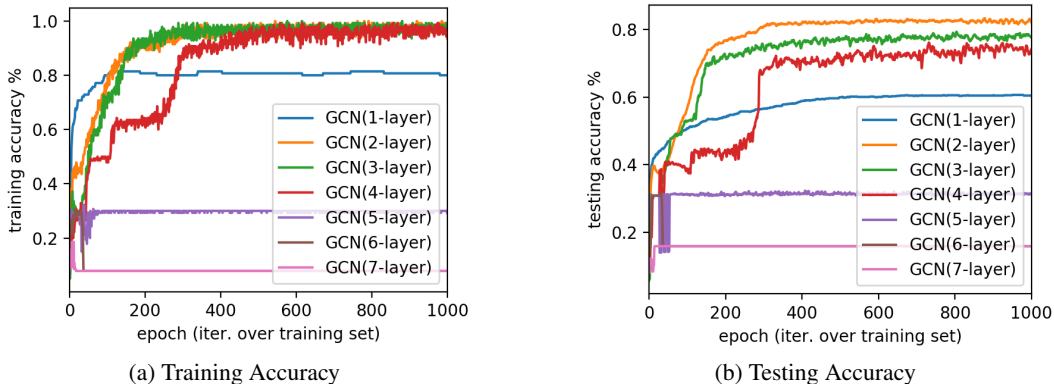 1.0
0.8
0.6
0.4
0.2
training accuracy %
GCN(1-layer)
GCN(2-layer)
GCN(3-layer)
GCN(4-layer)
GCN(5-layer)
GCN(6-layer)
GCN(7-layer)
0 200 400 600 800 1000
epoch (iter. over training set)
(a) Training Accuracy
0.8
0.6
0.4
0.2
testing accuracy %
GCN(1-layer)
GCN(2-layer)
GCN(3-layer)
GCN(4-layer)
GCN(5-layer)
GCN(6-layer)
GCN(7-layer)
0 200 400 600 800 1000
epoch (iter. over training set)
(b) Testing Accuracy